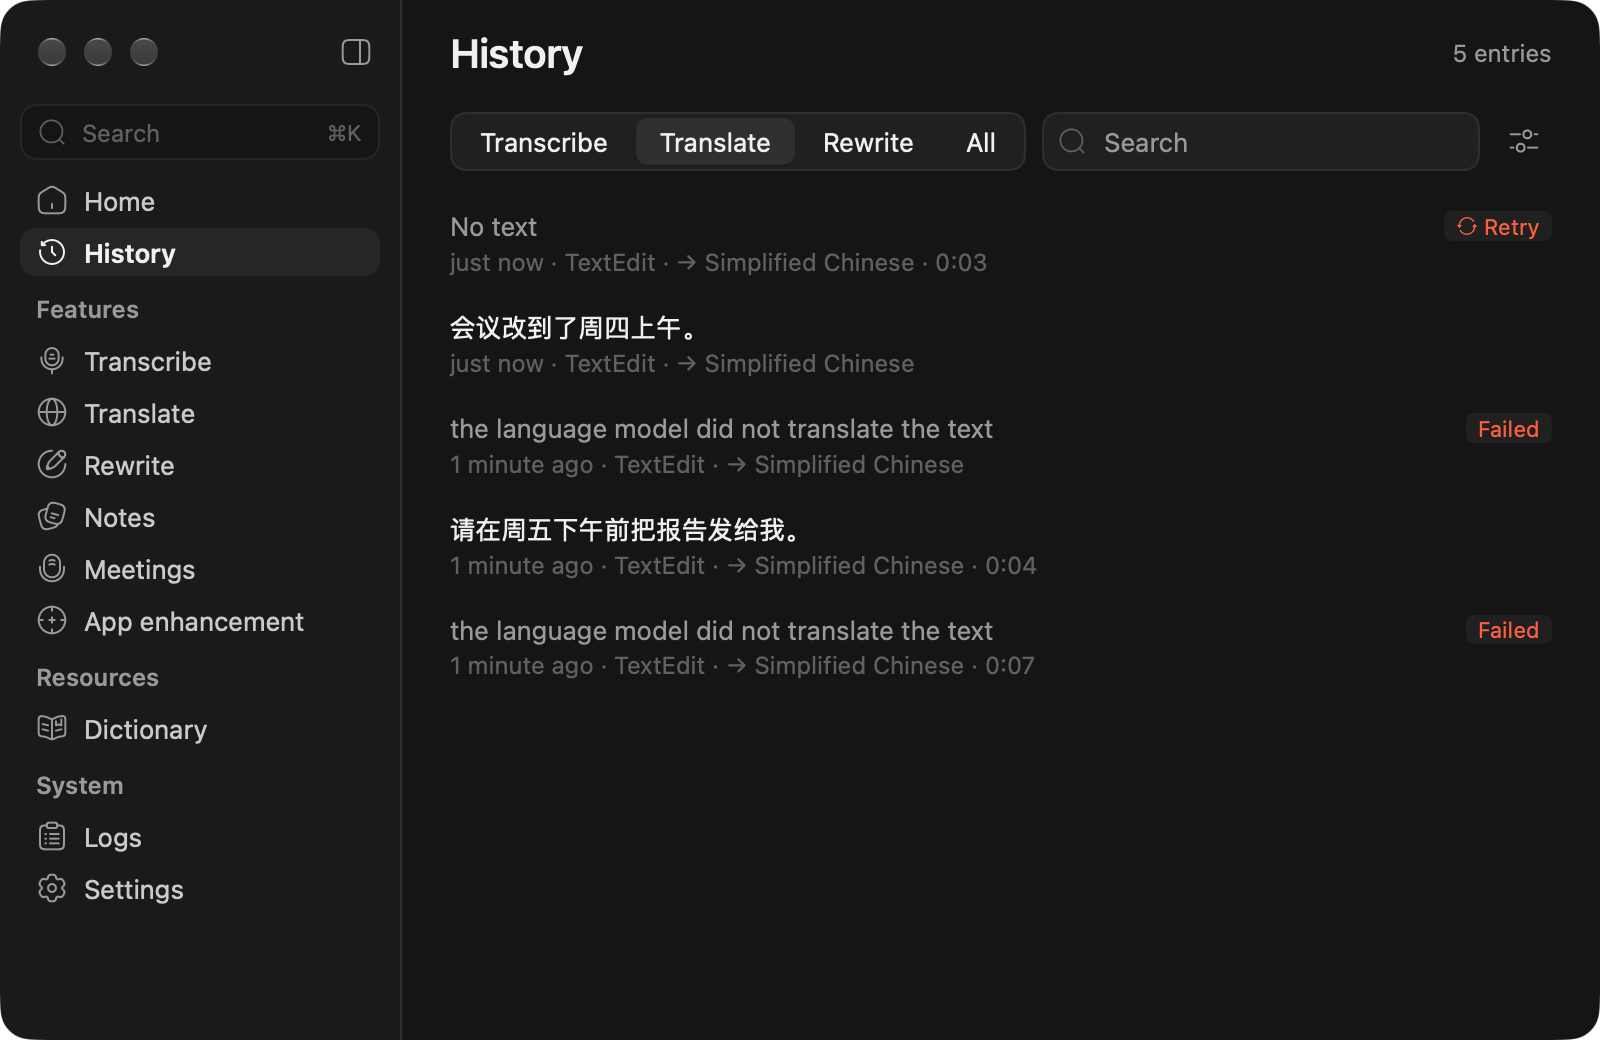 Search ⌘K
Home
History
Features
Transcribe
Translate
Rewrite
Notes
Meetings
App enhancement
Resources
Dictionary
System
Logs
Settings
History
5 entries
Transcribe Translate Rewrite All
Search
No text
Retry
just now · TextEdit · → Simplified Chinese · 0:03
会议改到了周四上午。
just now · TextEdit · → Simplified Chinese
the language model did not translate the text
Failed
1 minute ago · TextEdit · → Simplified Chinese
请在周五下午前把报告发给我。
1 minute ago · TextEdit · → Simplified Chinese · 0:04
the language model did not translate the text
Failed
1 minute ago · TextEdit · → Simplified Chinese · 0:07